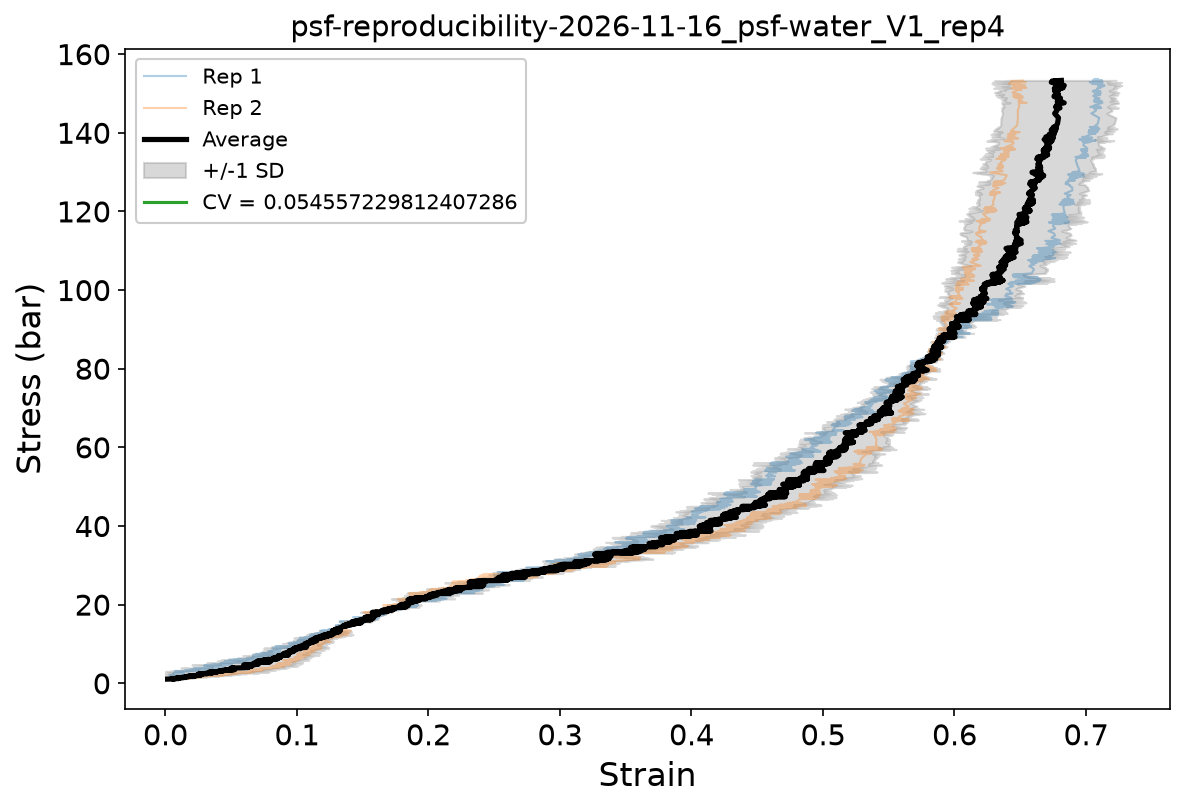 psf-reproducibility-2026-11-16_psf-water_V1_rep4
160
140
120
100
80
60
40
20
0
Stress (bar)
Rep 1
Rep 2
Average
+/-1 SD
CV = 0.054557229812407286
0.0 0.1 0.2 0.3 0.4 0.5 0.6 0.7
Strain